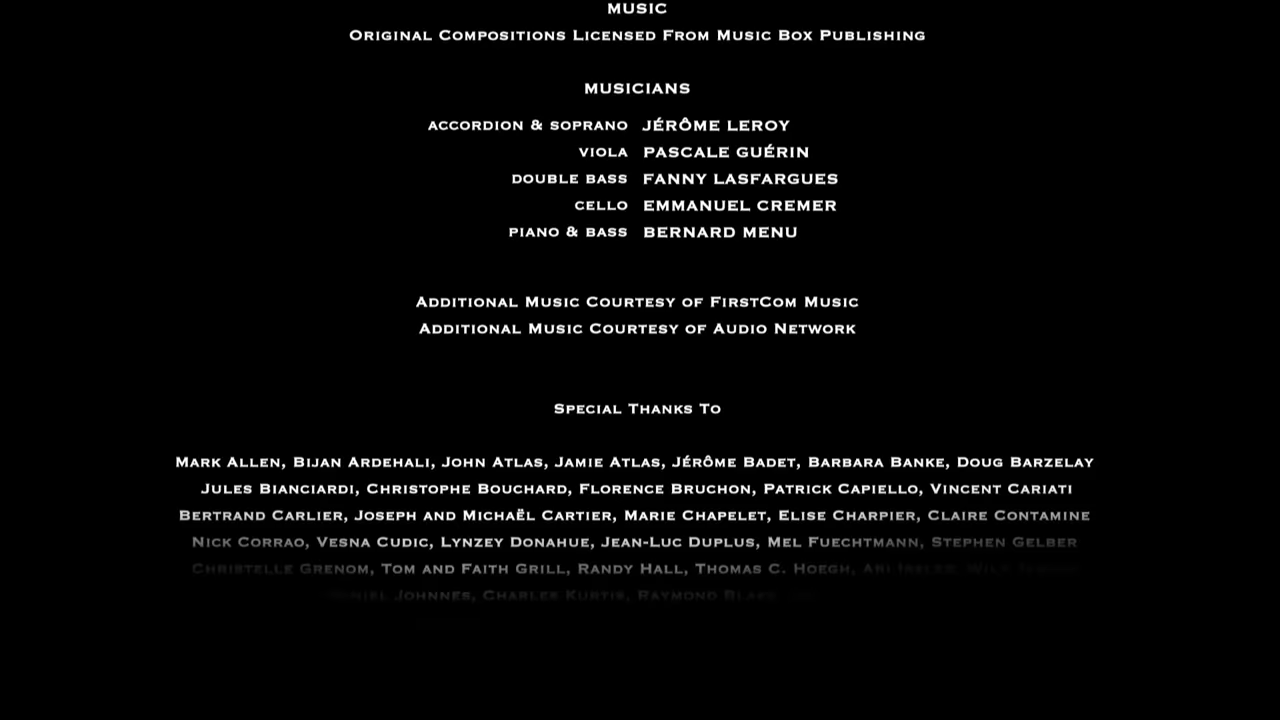 MUSIC
Original Compositions Licensed From Music Box Publishing
MUSICIANS
ACCORDION & SOPRANO JÉRÔME LEROY
VIOLA PASCALE GUÉRIN
DOUBLE BASS FANNY LASFARGUES
CELLO EMMANUEL CREMER
PIANO & BASS BERNARD MENU
Additional Music Courtesy of FirstCom Music
Additional Music Courtesy of Audio Network
Special Thanks To
Mark Allen, Bijan Ardehali, John Atlas, Jamie Atlas, Jérôme Badet, Barbara Banke, Doug Barzelay
Jules Bianciardi, Christophe Bouchard, Florence Bruchon, Patrick Capiello, Vincent Cariati
Bertrand Carlier, Joseph and Michaël Cartier, Marie Chapelet, Elise Charpier, Claire Contamine
Nick Corrao, Vesna Cudic, Lynzey Donahue, Jean-Luc Duplus, Mel Fuechtmann, Stephen Gelber
Christelle Grenom, Tom and Faith Grill, Randy Hall, Thomas C. Hoegh,
Johnnes, Charles Kurtis, Raymond